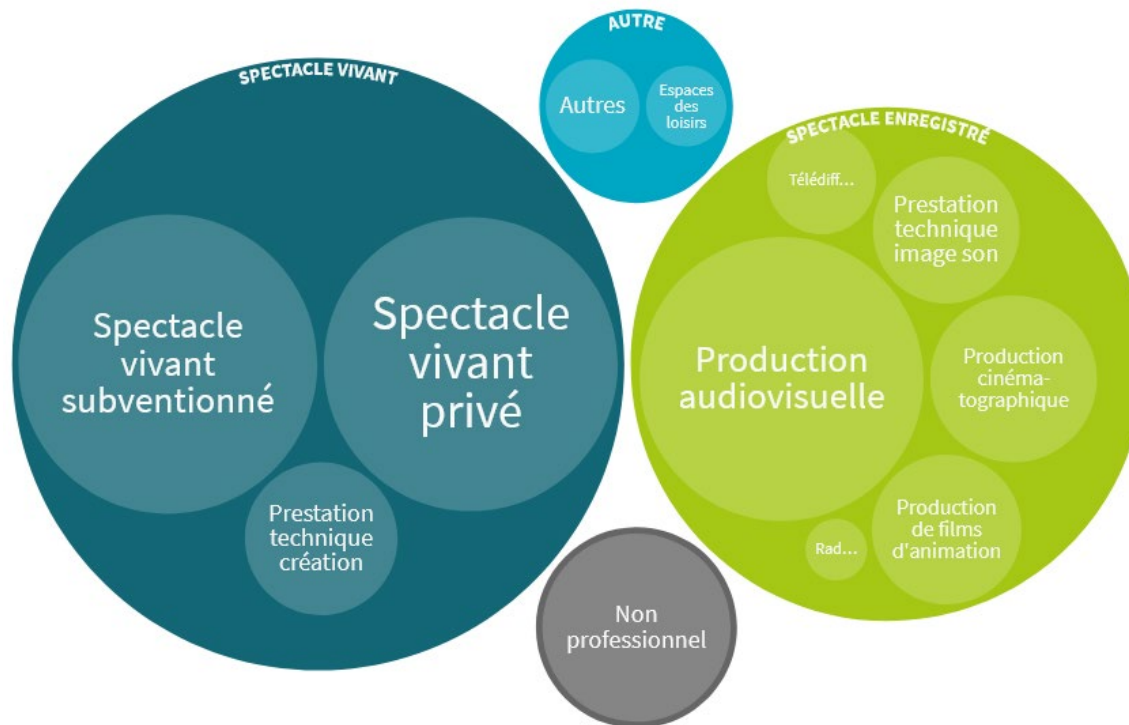 SPECTACLE VIVANT
Spectacle
vivant
subventionné
Spectacle
vivant
privé
Prestation
technique
création
AUTRE
Autres
Espaces
des
loisirs
SPECTACLE ENREGISTRÉ
Télédiff...
Prestation
technique
image son
Production
audiovisuelle
Production
cinéma-
tographique
Rad...
Production
de films
d'animation
Non
professionnel